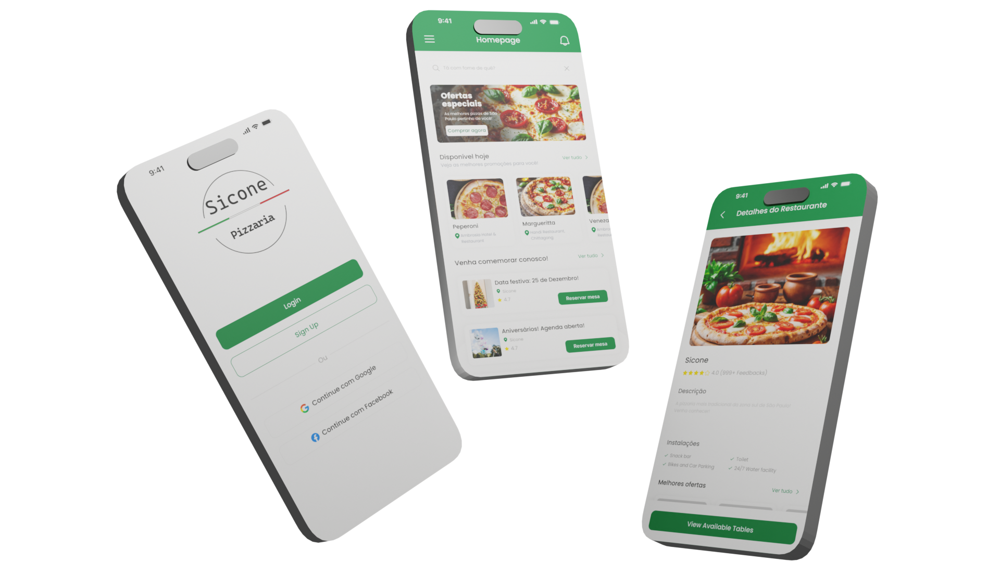 9:41
Sicone
Pizzaria
Login
Sign Up
Ou
Continue com Google
Continue com Facebook
9:41
Homepage
Tô com fome de quê?
Ofertas
especiais
As melhores pizzas de São
Paulo pertinho de você!
Comprar agora
Disponível hoje
Ver tudo
Veja as melhores promoções para você!
Peperoni
Ambrosia Hotel &
Restaurant
Margueritta
Handi Restaurant,
Chittagong
Veneza
Venha comemorar conosco!
Ver tudo
Data festiva: 25 de Dezembro!
Sicone
4.7
Reservar mesa
Aniversários! Agenda aberta!
Sicone
4.7
Reservar mesa
9:41
Detalhes do Restaurante
Sicone
4.0 (999+ Feedbacks)
Descrição
A pizzaria mais tradicional da zona sul de São Paulo!
Venha conhecer!
Instalações
Snack bar
Toilet
Bikes and Car Parking
24/7 Water facility
Melhores ofertas
Ver tudo
View Available Tables